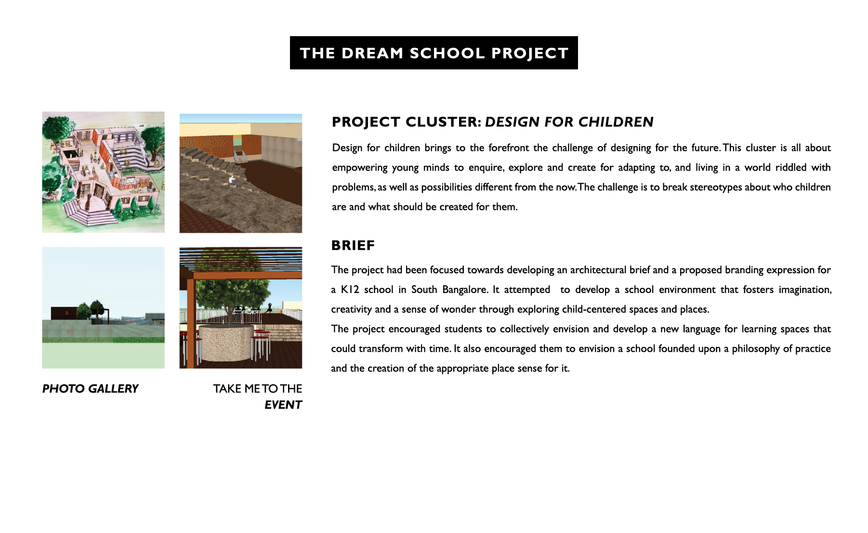 THE DREAM SCHOOL PROJECT
PROJECT CLUSTER: DESIGN FOR CHILDREN
Design for children brings to the forefront the challenge of designing for the future. This cluster is all about
empowering young minds to enquire, explore and create for adapting to, and living in a world riddled with
problems, as well as possibilities different from the now. The challenge is to break stereotypes about who children
are and what should be created for them.
BRIEF
The project had been focused towards developing an architectural brief and a proposed branding expression for
a K12 school in South Bangalore. It attempted to develop a school environment that fosters imagination,
creativity and a sense of wonder through exploring child-centered spaces and places.
The project encouraged students to collectively envision and develop a new language for learning spaces that
could transform with time. It also encouraged them to envision a school founded upon a philosophy of practice
and the creation of the appropriate place sense for it.
PHOTO GALLERY
TAKE ME TO THE
EVENT